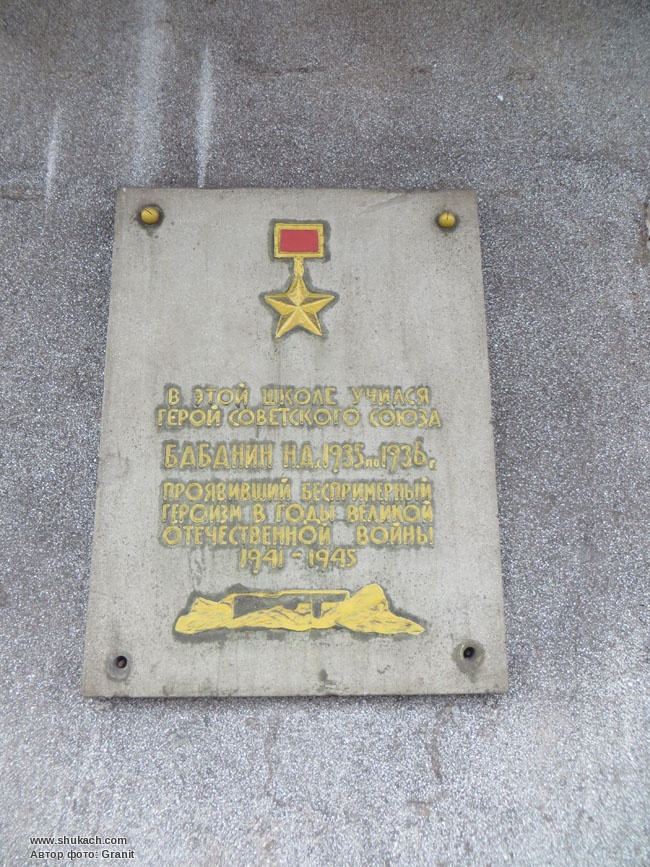 В ЭТОЙ ШКОЛЕ УЧИЛСЯ
ГЕРОЙ СОВЕТСКОГО СОЮЗА
БАБАНИН Н.А. с 1935 по 1936 г.
ПРОЯВИВШИЙ БЕСПРИМЕРНЫЙ
ГЕРОИЗМ В ГОДЫ ВЕЛИКОЙ
ОТЕЧЕСТВЕННОЙ ВОЙНЫ
1941 - 1945
www.shukach.com
Автор фото: Granit